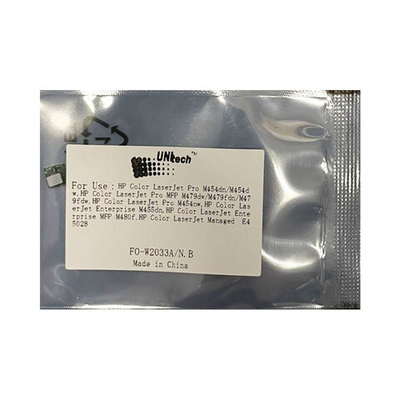 UNItech™
For Use : HP Color LaserJet Pro M454dn/M454d
w,HP Color LaserJet Pro MFP M479dw/M479fdn/M47
9fdw,HP Color LaserJet Pro M454nw,HP Color Las
erJet Enterprise M455dn,HP Color LaserJet Ente
rprise MFP M480f,HP Color LaserJet Managed E4
5028
FO-W2033A/N.B
Made in China